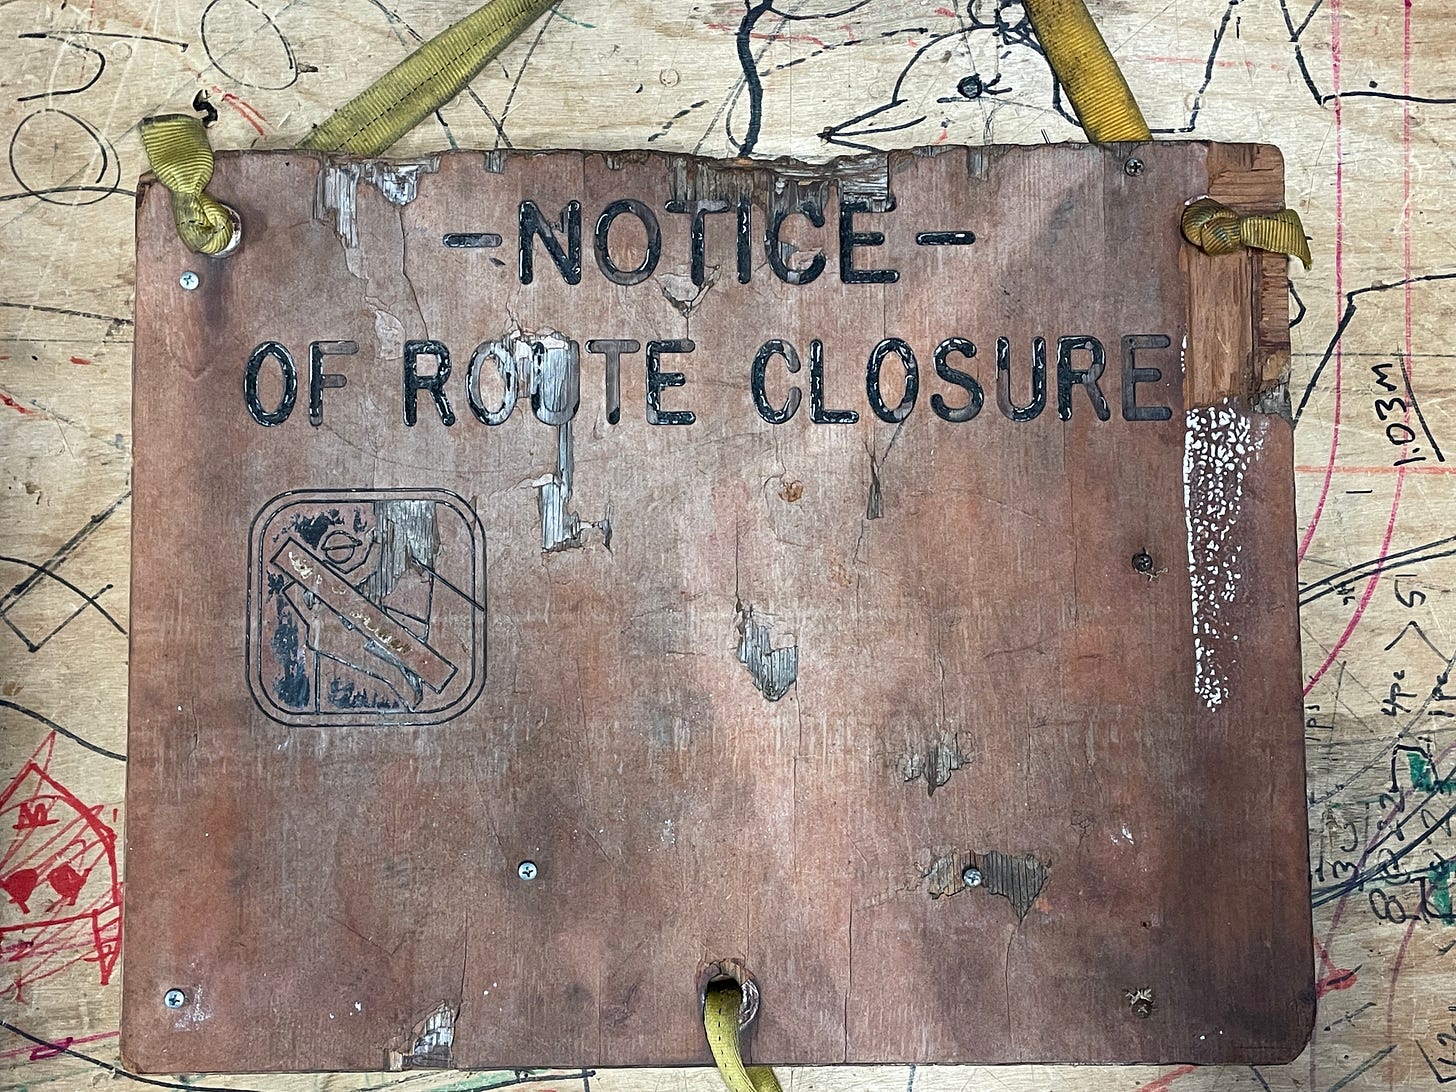 -NOTICE-
OF ROUTE CLOSURE
1.03M